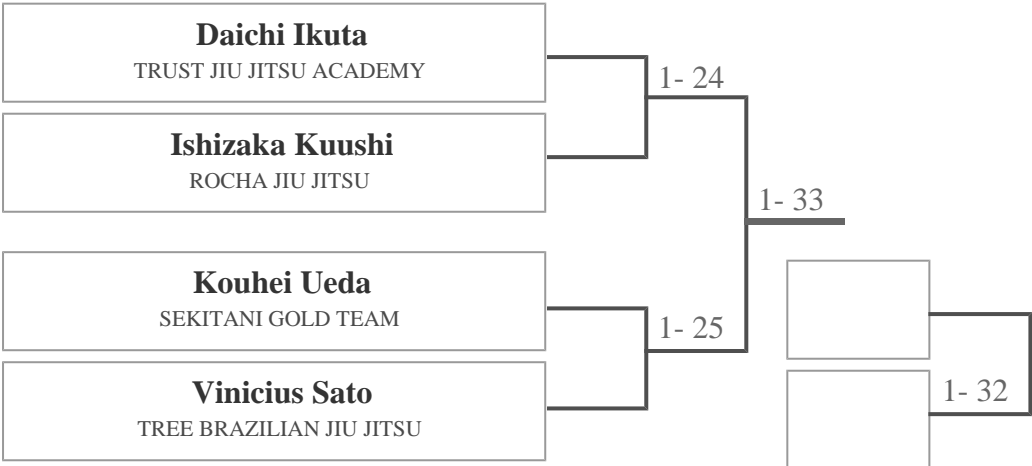 Daichi Ikuta
TRUST JIU JITSU ACADEMY
1- 24
Ishizaka Kuushi
ROCHA JIU JITSU
1- 33
Kouhei Ueda
SEKITANI GOLD TEAM
1- 25
Vinicius Sato
TREE BRAZILIAN JIU JITSU
1- 32